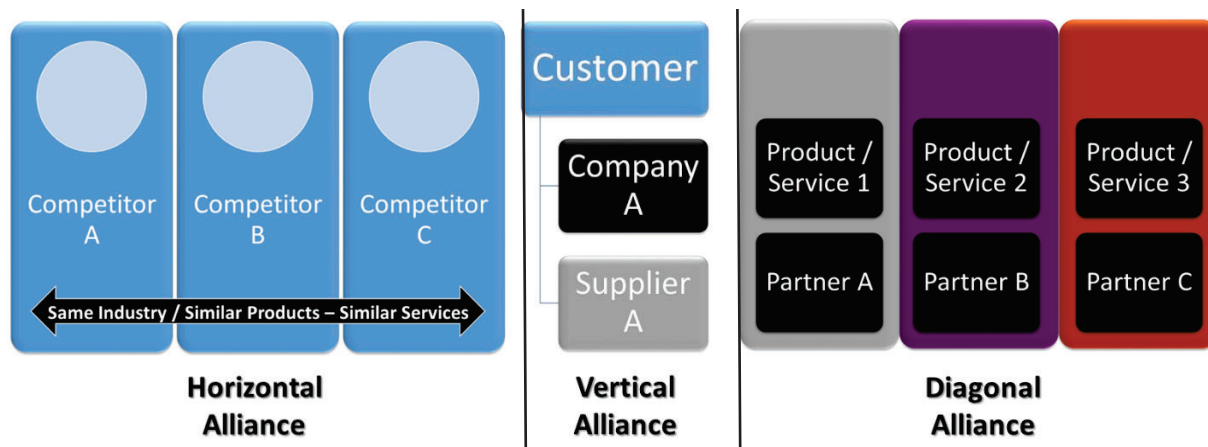 Competitor
A
Competitor
B
Competitor
C
Same Industry / Similar Products – Similar Services
Horizontal
Alliance
Customer
Company
A
Supplier
A
Vertical
Alliance
Product /
Service 1
Partner A
Product /
Service 2
Partner B
Product /
Service 3
Partner C
Diagonal
Alliance